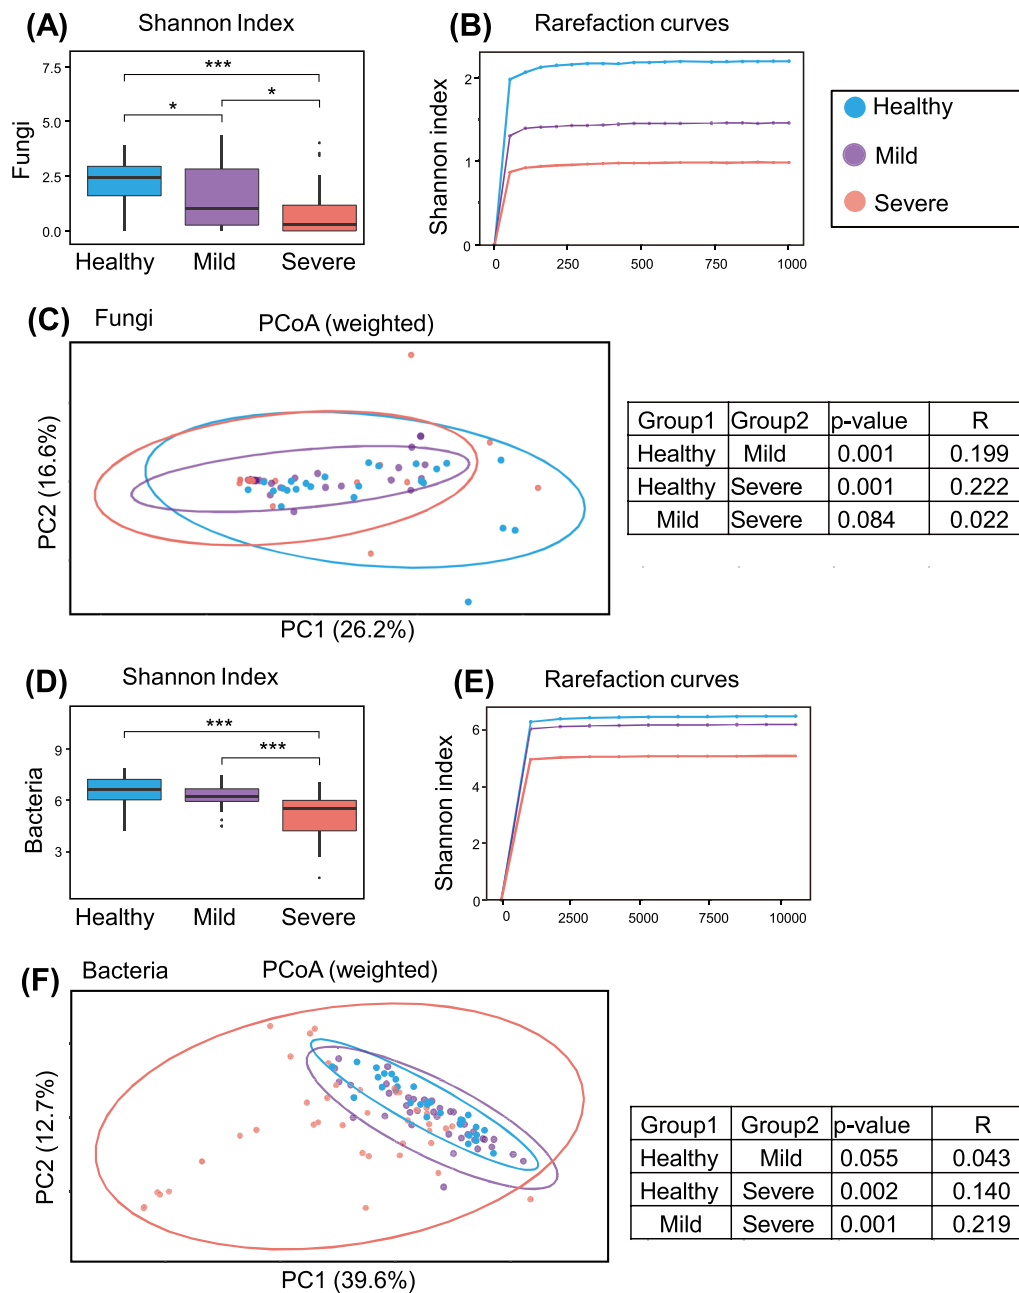 (A)
Shannon Index
***
*
*
7.5
5.0
2.5
0.0
Fungi
Healthy
Mild
Severe
(B)
Rarefaction curves
Shannon index
2
1
0
0
250
500
750
1000
Healthy
Mild
Severe
(C)
Fungi
PCoA (weighted)
PC2 (16.6%)
PC1 (26.2%)
Group1 Group2 p-value R
Healthy Mild 0.001 0.199
Healthy Severe 0.001 0.222
Mild Severe 0.084 0.022
(D)
Shannon Index
***
***
9
6
3
Bacteria
Healthy
Mild
Severe
(E)
Rarefaction curves
Shannon index
6
4
2
0
0
2500
5000
7500
10000
(F)
Bacteria
PCoA (weighted)
PC2 (12.7%)
PC1 (39.6%)
Group1 Group2 p-value R
Healthy Mild 0.055 0.043
Healthy Severe 0.002 0.140
Mild Severe 0.001 0.219